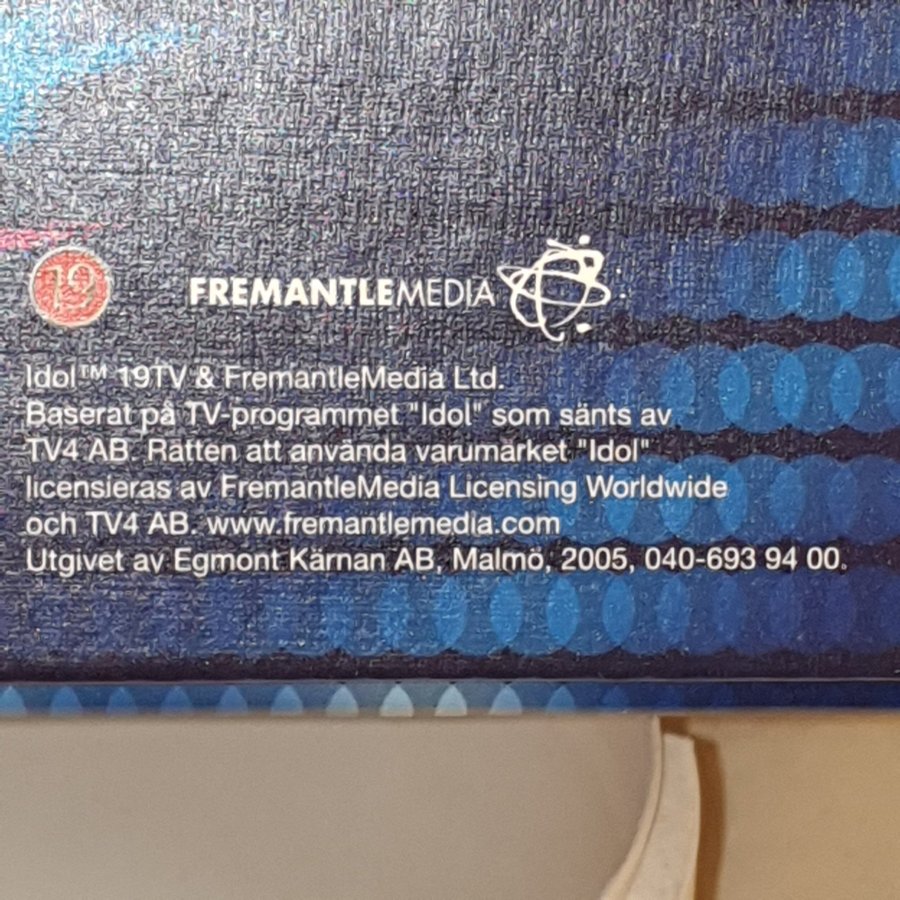 19
FREMANTLEMEDIA
Idol™ 19TV & FremantleMedia Ltd.
Baserat på TV-programmet "Idol" som sänts av
TV4 AB. Rätten att använda varumärket "Idol"
licensieras av FremantleMedia Licensing Worldwide
och TV4 AB. www.fremantlemedia.com
Utgivet av Egmont Kärnan AB, Malmö, 2005, 040-693 94 00.